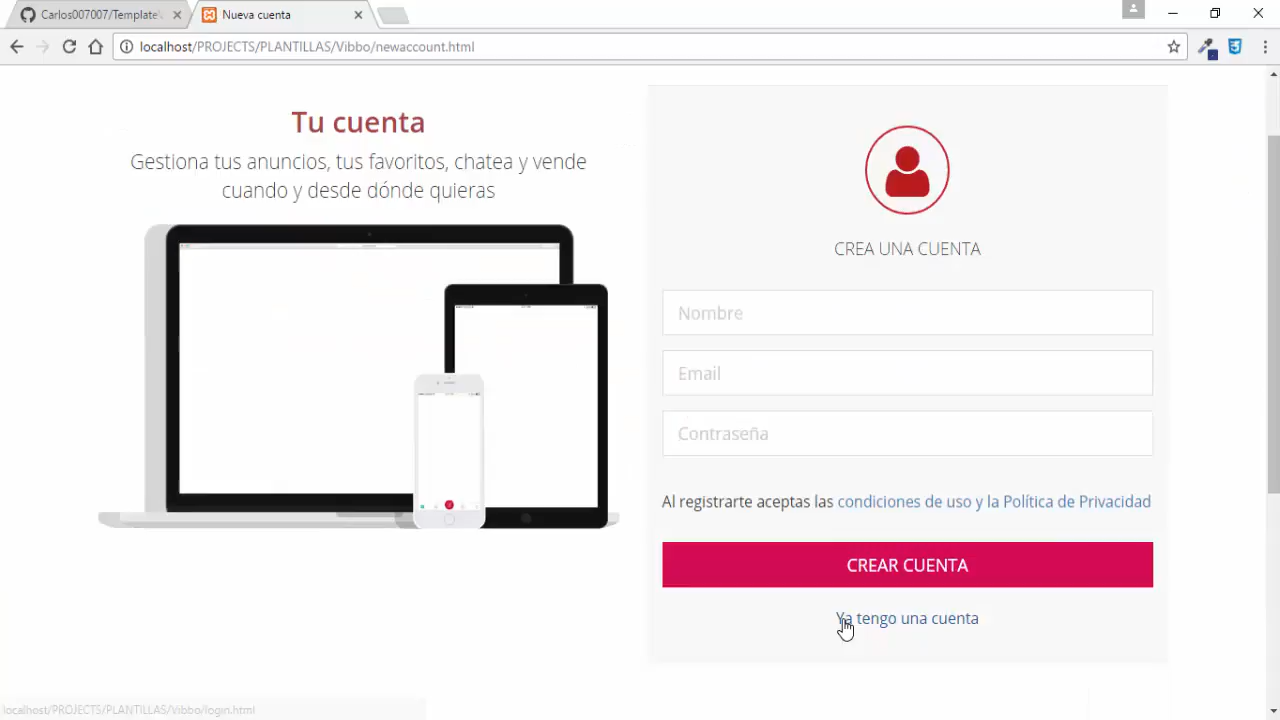 Carlos007007/Template
Nueva cuenta
localhost/PROJECTS/PLANTILLAS/Vibbo/newaccount.html
Tu cuenta
Gestiona tus anuncios, tus favoritos, chatea y vende
cuando y desde dónde quieras
CREA UNA CUENTA
Nombre
Email
Contraseña
Al registrarte aceptas las condiciones de uso y la Política de Privacidad
CREAR CUENTA
Ya tengo una cuenta
localhost/PROJECTS/PLANTILLAS/Vibbo/login.html